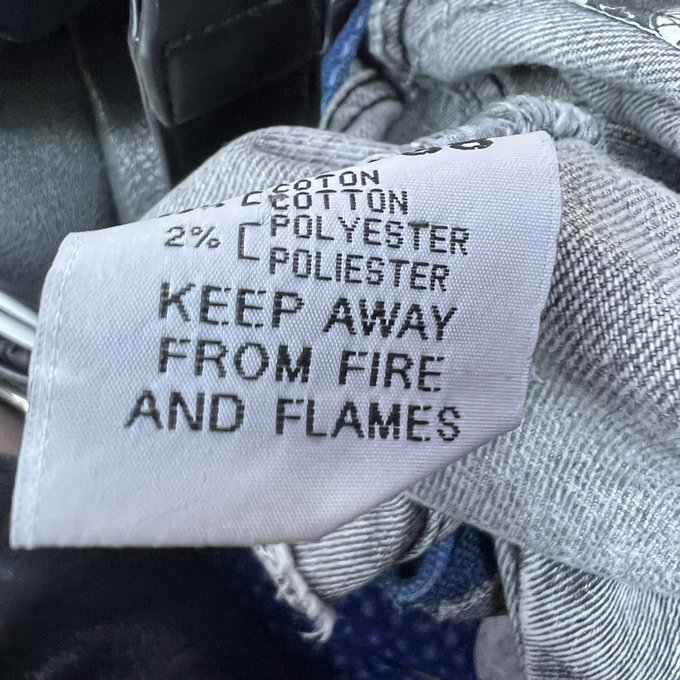 COTON
COTTON
2% POLYESTER
POLIESTER
KEEP AWAY
FROM FIRE
AND FLAMES